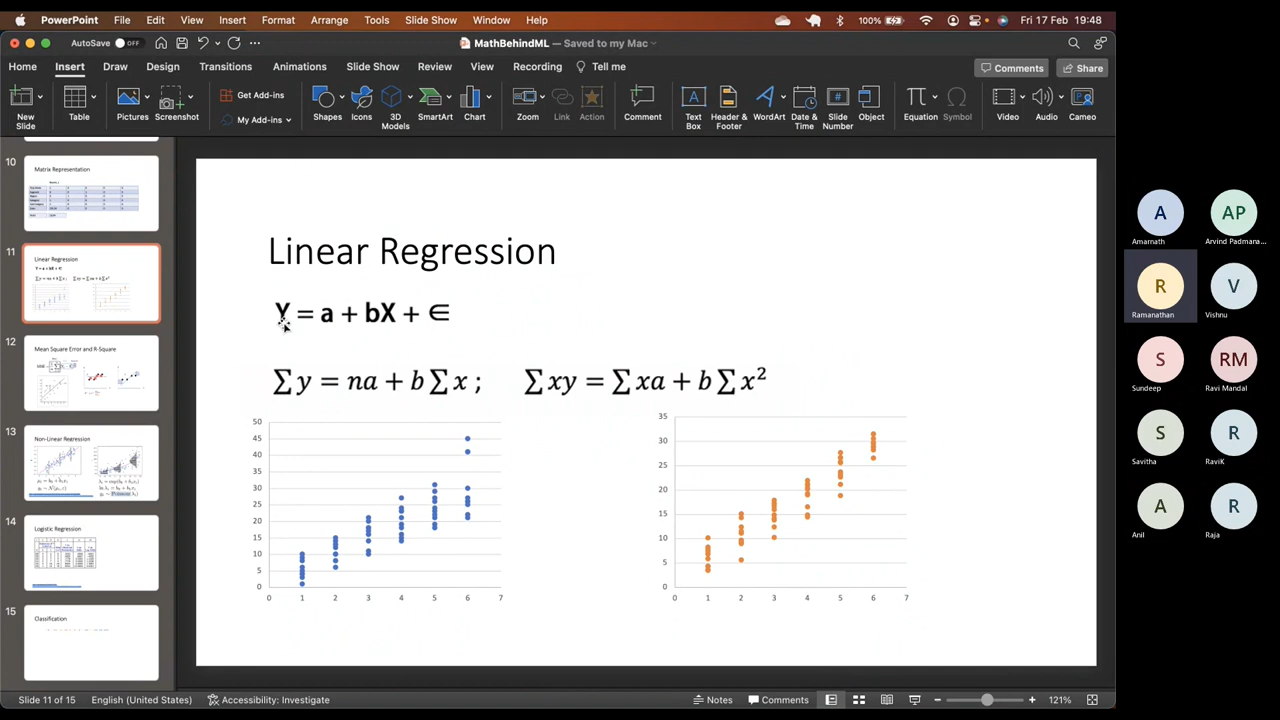 PowerPoint File Edit View Insert Format Arrange Tools Slide Show Window Help 100% Fri 17 Feb 19:48
AutoSave OFF MathBehindML — Saved to my Mac
Home Insert Draw Design Transitions Animations Slide Show Review View Recording Tell me Comments Share
New Slide Table Pictures Screenshot Get Add-ins My Add-ins Shapes Icons 3D Models SmartArt Chart Zoom Link Action Comment Text Box Header & Footer WordArt Date & Time Slide Number Object Equation Symbol Video Audio Cameo
10
Matrix Representation
11
Linear Regression
Y = a + bX + ∈
12
Mean Square Error and R-Square
13
Non-Linear Regression
14
Logistic Regression
15
Classification
Linear Regression
Y = a + bX + ∈
∑y = na + b∑x ; ∑xy = ∑xa + b∑x²
50
45
40
35
30
25
20
15
10
5
0
0 1 2 3 4 5 6 7
35
30
25
20
15
10
5
0
0 1 2 3 4 5 6 7
A AP
Amarnath Arvind Padmana...
R V
Ramanathan Vishnu
S RM
Sundeep Ravi Mandal
S R
Savitha RaviK
A R
Anil Raja
Slide 11 of 15 English (United States) Accessibility: Investigate Notes Comments 121%